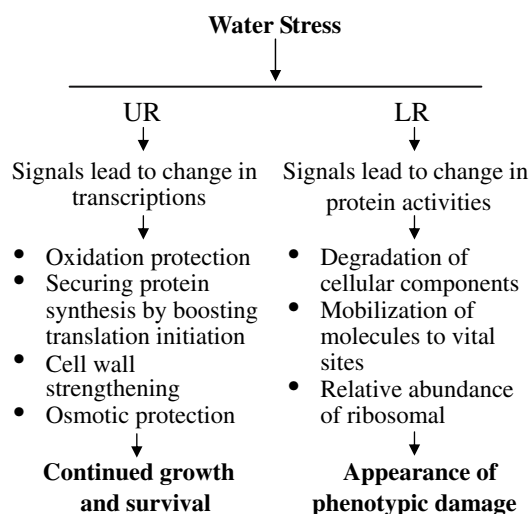 Water Stress
UR
Signals lead to change in
transcriptions
• Oxidation protection
• Securing protein
synthesis by boosting
translation initiation
• Cell wall
strengthening
• Osmotic protection
Continued growth
and survival
LR
Signals lead to change in
protein activities
• Degradation of
cellular components
• Mobilization of
molecules to vital
sites
• Relative abundance
of ribosomal
Appearance of
phenotypic damage